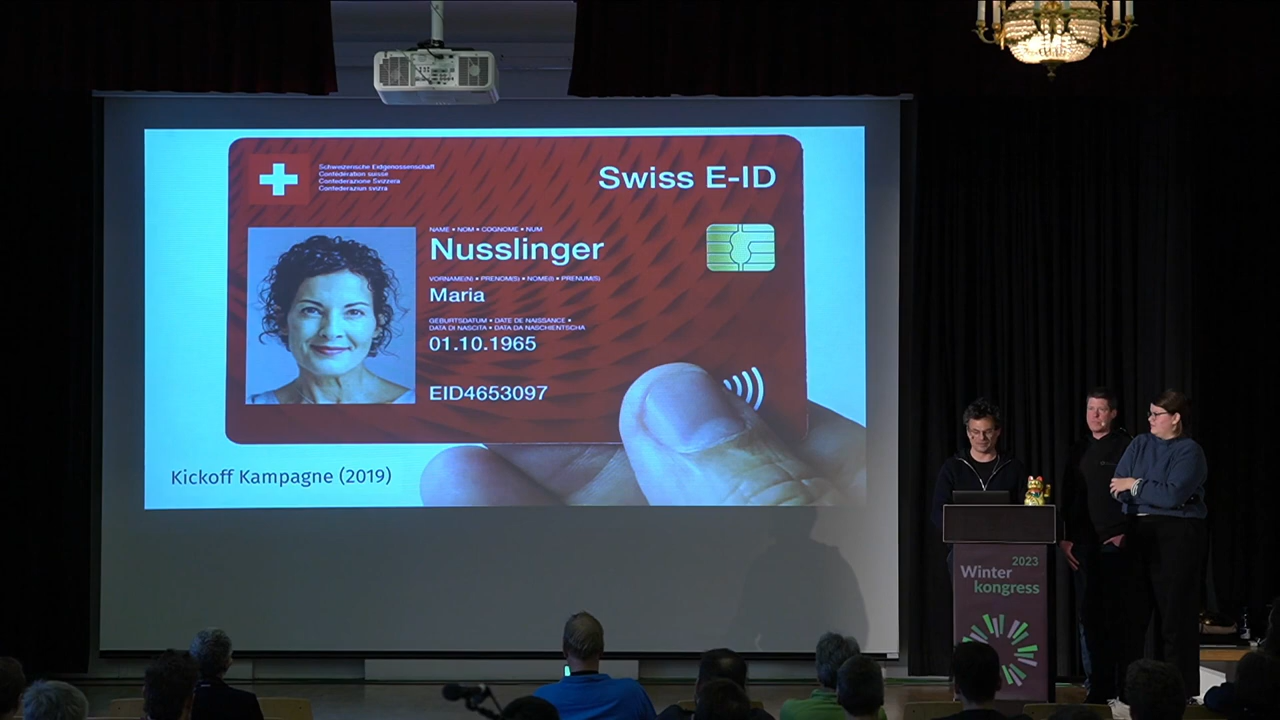 Schweizerische Eidgenossenschaft
Confédération suisse
Confederazione Svizzera
Confederaziun svizra
Swiss E-ID
NAME • NOM • COGNOME • NUM
Nusslinger
VORNAME(N) • PRENOM(S) • NOME(I) • PRENUM(S)
Maria
GEBURTSDATUM • DATE DE NAISSANCE •
DATA DI NASCITA • DATA DA NASCHIENTSCHA
01.10.1965
EID4653097
Kickoff Kampagne (2019)
2023
Winter
kongress